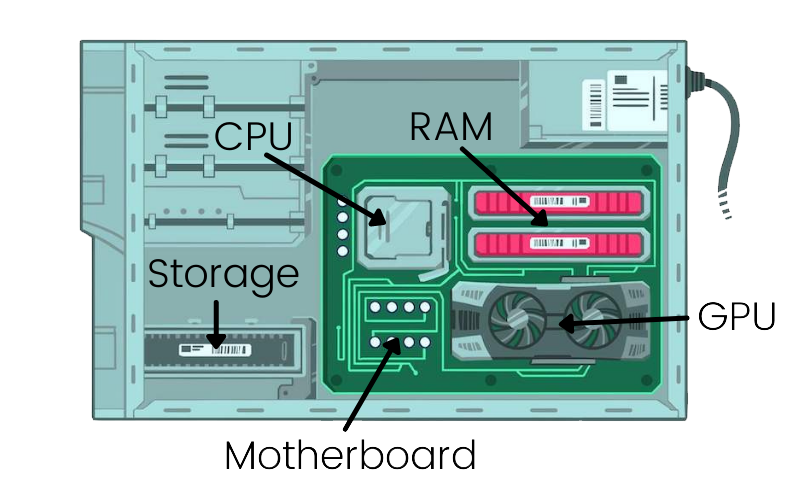 CPU
RAM
Storage
GPU
Motherboard